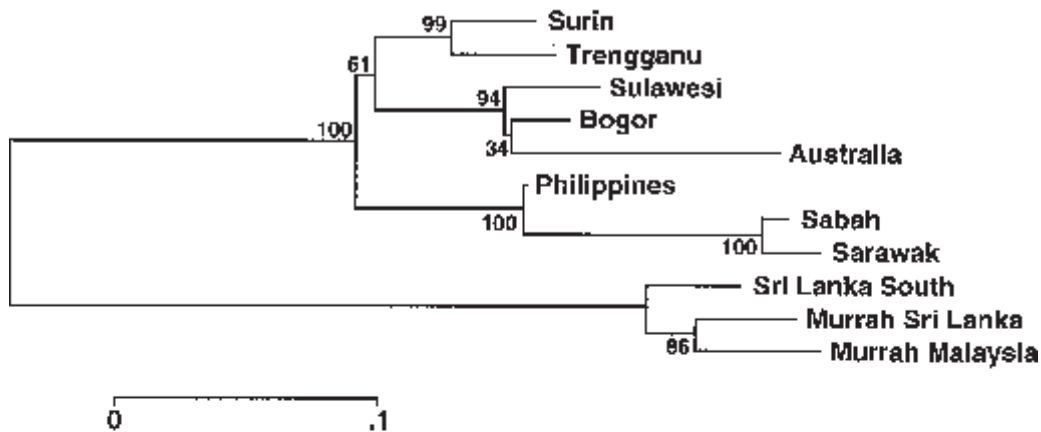 99 Surin
Trengganu
61
94 Sulawesi
Bogor
100
34
Australia
Philippines
100
Sabah
100
Sarawak
Sri Lanka South
Murrah Sri Lanka
86
Murrah Malaysia
0 .1